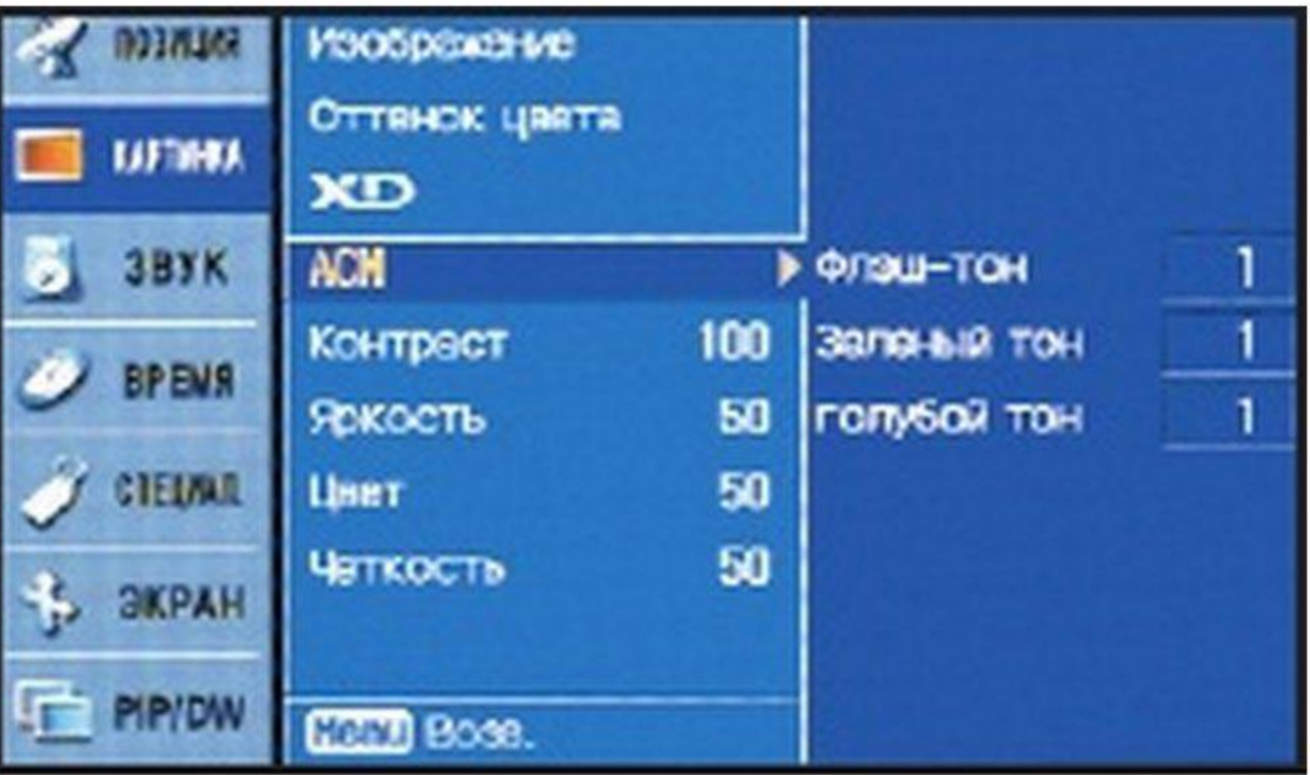 ПОЗИЦИЯ
КАРТИНКА
ЗВУК
ВРЕМЯ
СПЕЦИАЛ.
ЭКРАН
PIP/DW
Изображение
Оттенок цвета
XD
ACM
Контраст 100
Яркость 50
Цвет 50
Четкость 50
Menu Возв.
Флэш-тон 1
Зеленый тон 1
голубой тон 1